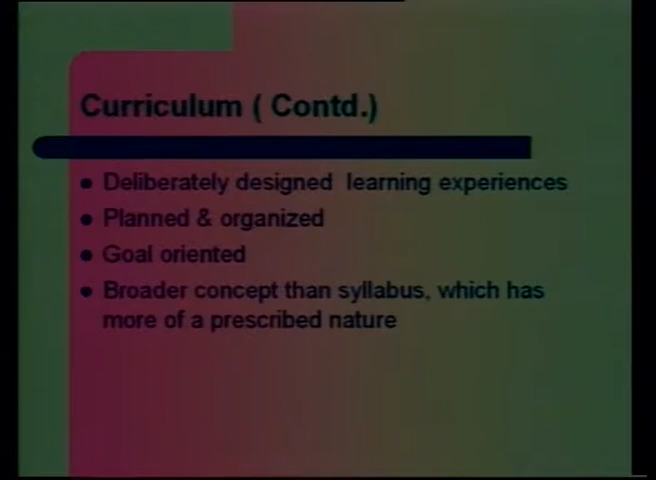 Curriculum ( Contd.)
Deliberately designed learning experiences
Planned & organized
Goal oriented
Broader concept than syllabus, which has
more of a prescribed nature